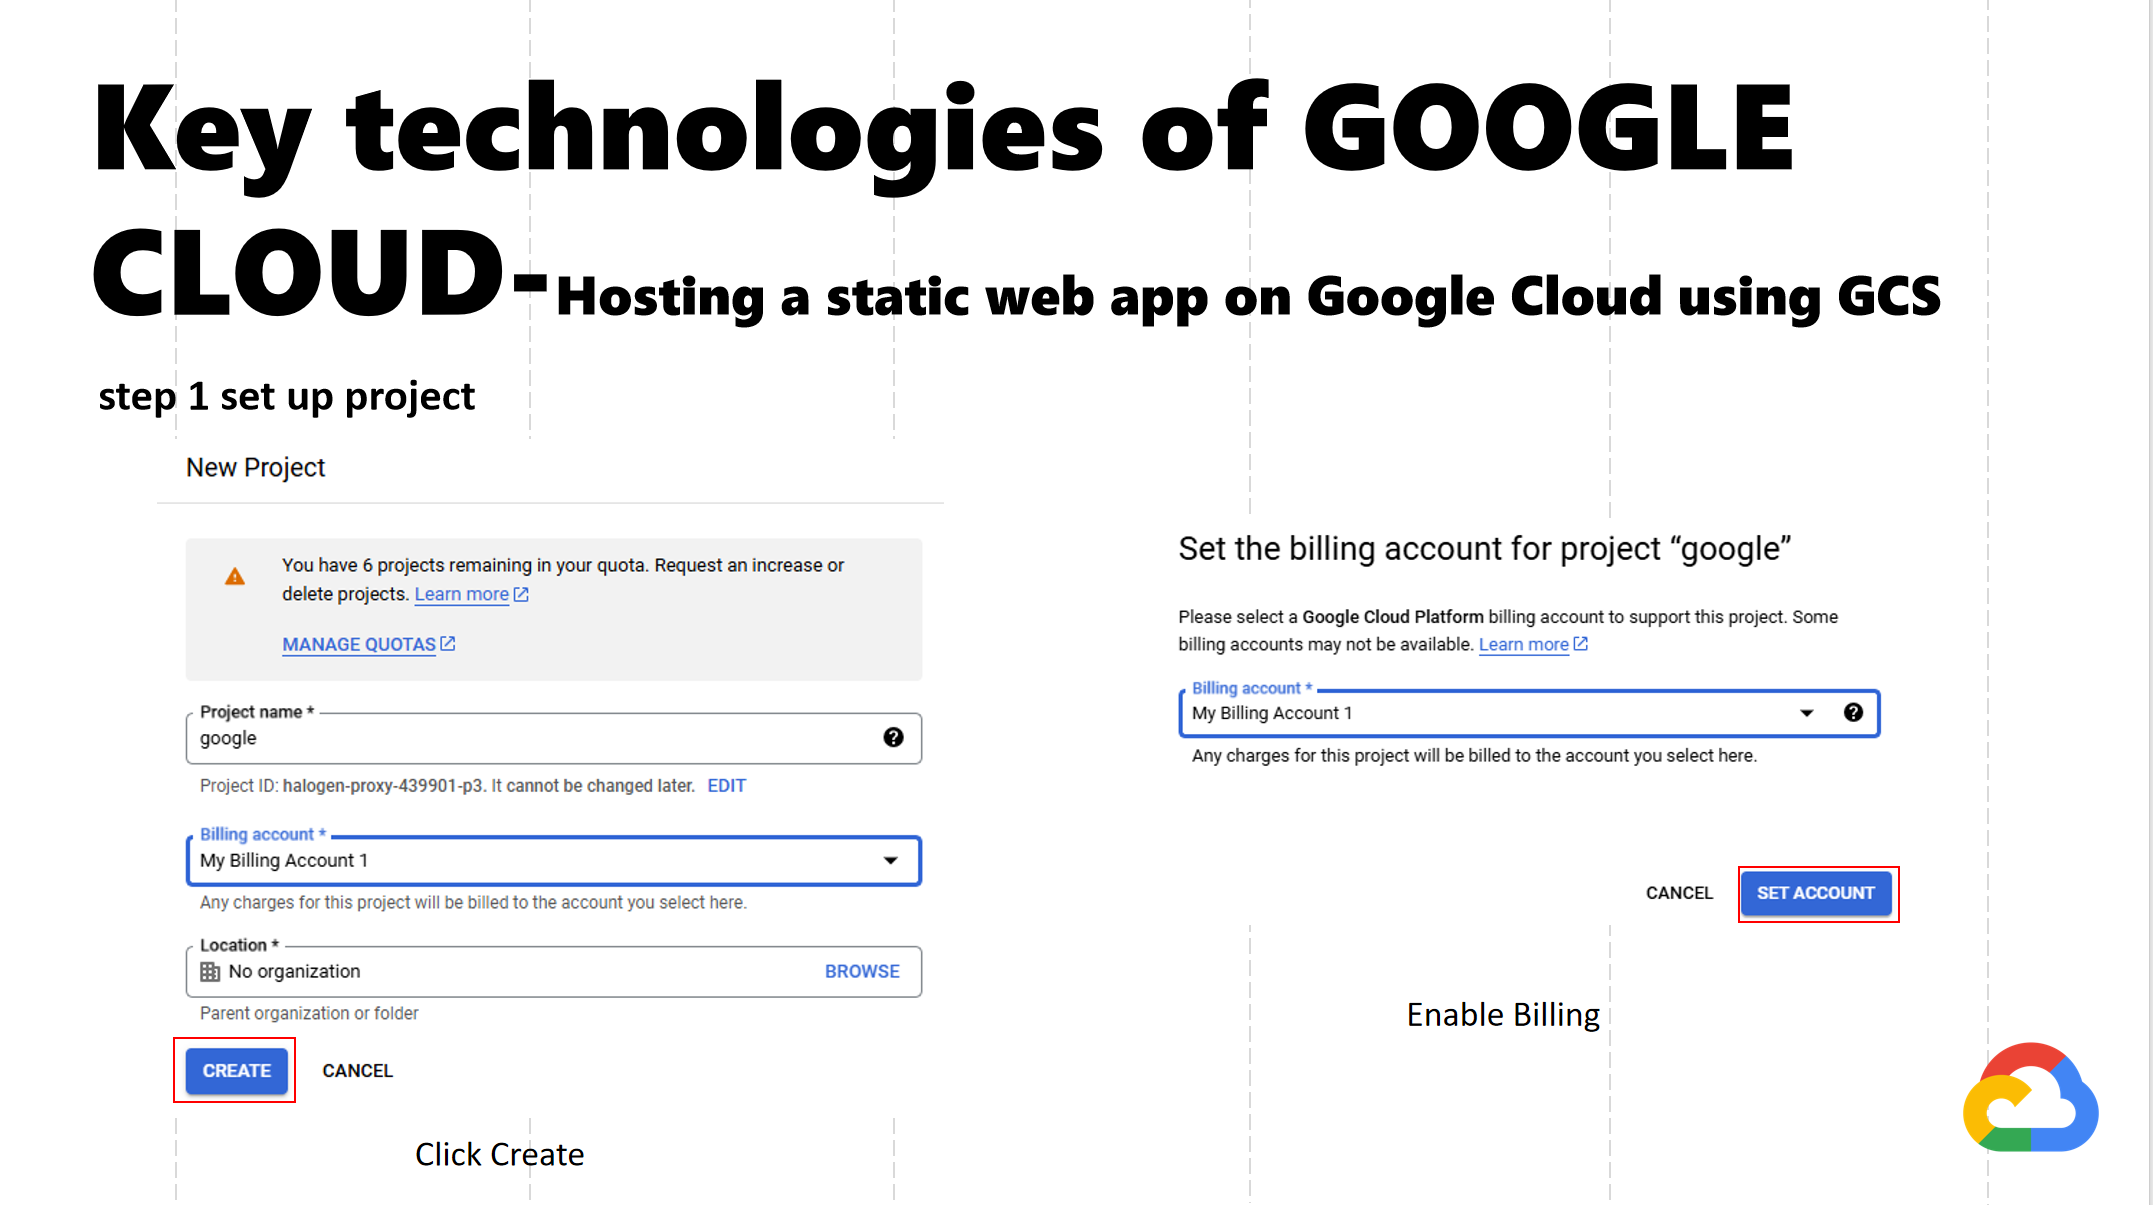 Key technologies of GOOGLE
CLOUD-Hosting a static web app on Google Cloud using GCS
step 1 set up project
New Project
You have 6 projects remaining in your quota. Request an increase or
delete projects. Learn more
MANAGE QUOTAS
Project name *
google
Project ID: halogen-proxy-439901-p3. It cannot be changed later. EDIT
Billing account *
My Billing Account 1
Any charges for this project will be billed to the account you select here.
Location *
No organization BROWSE
Parent organization or folder
CREATE CANCEL
Click Create
Set the billing account for project “google”
Please select a Google Cloud Platform billing account to support this project. Some
billing accounts may not be available. Learn more
Billing account *
My Billing Account 1
Any charges for this project will be billed to the account you select here.
CANCEL SET ACCOUNT
Enable Billing